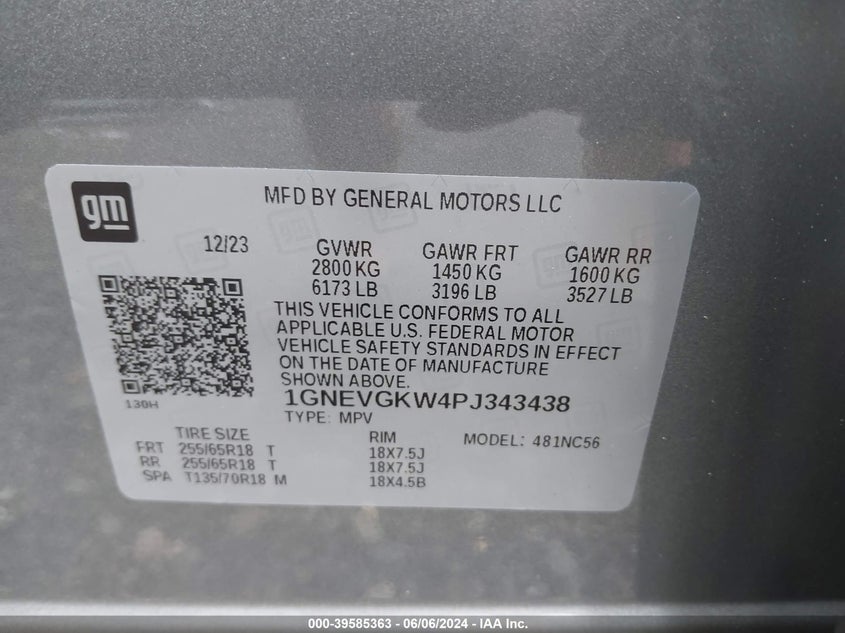 gm
MFD BY GENERAL MOTORS LLC
12/23
GVWR GAWR FRT GAWR RR
2800 KG 1450 KG 1600 KG
6173 LB 3196 LB 3527 LB
THIS VEHICLE CONFORMS TO ALL
APPLICABLE U.S. FEDERAL MOTOR
VEHICLE SAFETY STANDARDS IN EFFECT
ON THE DATE OF MANUFACTURE
SHOWN ABOVE.
130H
1GNEVGKW4PJ343438
TYPE: MPV
TIRE SIZE RIM MODEL: 481NC56
FRT 255/65R18 T 18X7.5J
RR 255/65R18 T 18X7.5J
SPA T135/70R18 M 18X4.5B
000-39585363 - 06/06/2024 - IAA Inc.